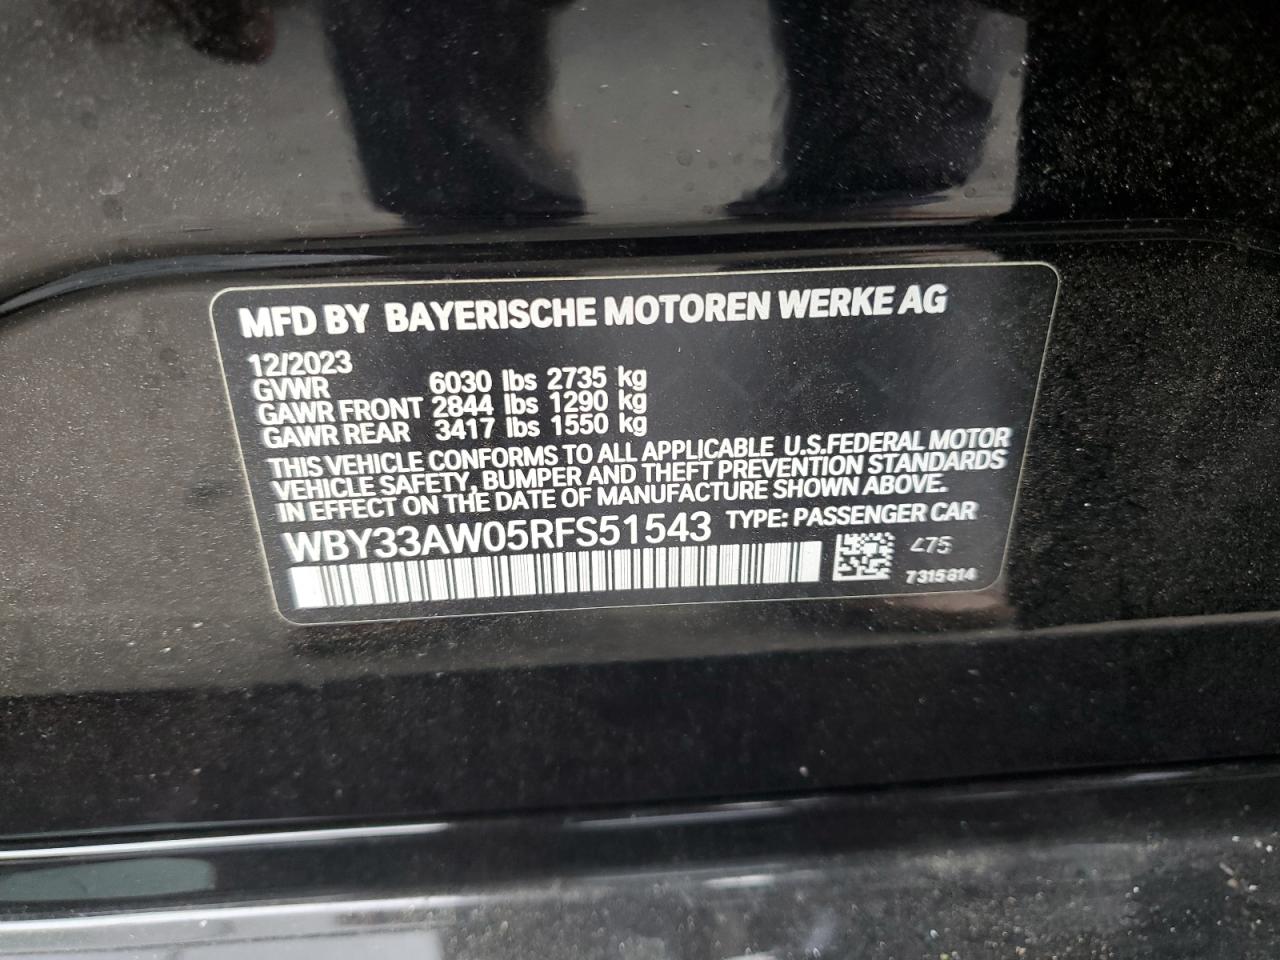 MFD BY BAYERISCHE MOTOREN WERKE AG
12/2023
GVWR 6030 lbs 2735 kg
GAWR FRONT 2844 lbs 1290 kg
GAWR REAR 3417 lbs 1550 kg
THIS VEHICLE CONFORMS TO ALL APPLICABLE U.S.FEDERAL MOTOR
VEHICLE SAFETY, BUMPER AND THEFT PREVENTION STANDARDS
IN EFFECT ON THE DATE OF MANUFACTURE SHOWN ABOVE.
WBY33AW05RFS51543 TYPE: PASSENGER CAR
475
7315814